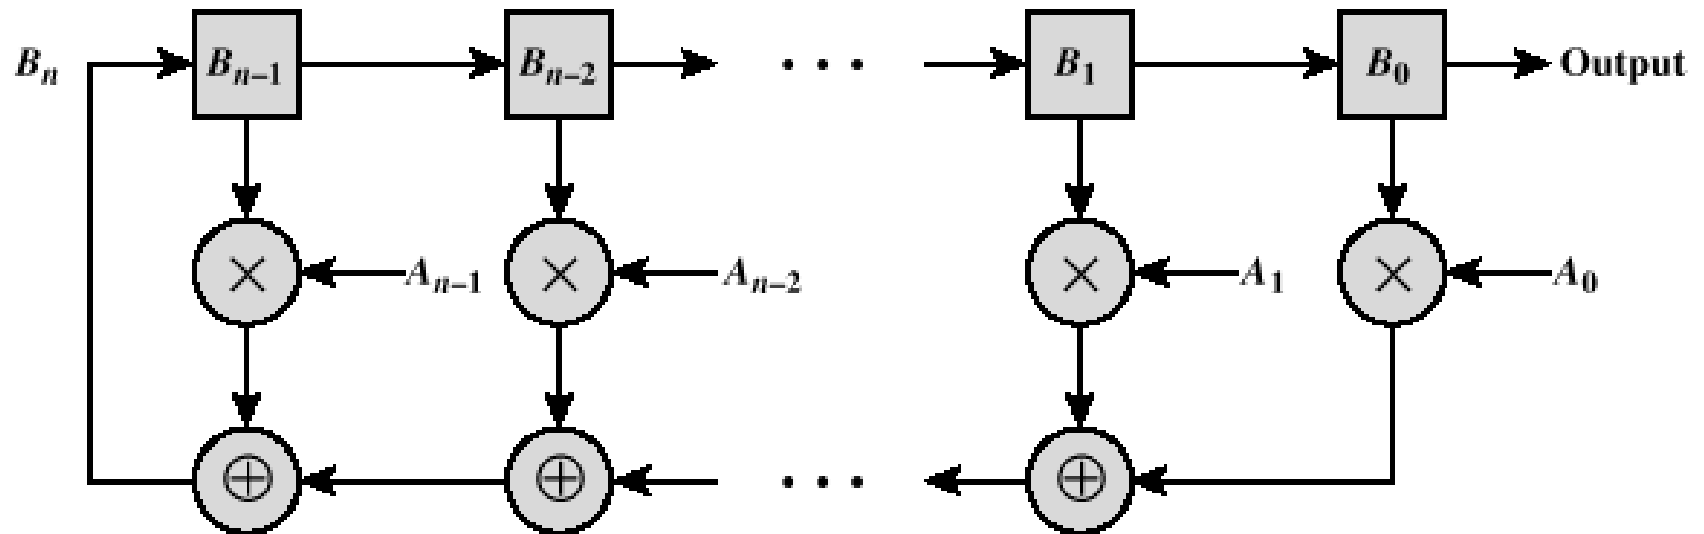 Bₙ Bₙ₋₁ Bₙ₋₂ · · · B₁ B₀ Output
× Aₙ₋₁ × Aₙ₋₂ × A₁ × A₀
⊕ ⊕ · · · ⊕